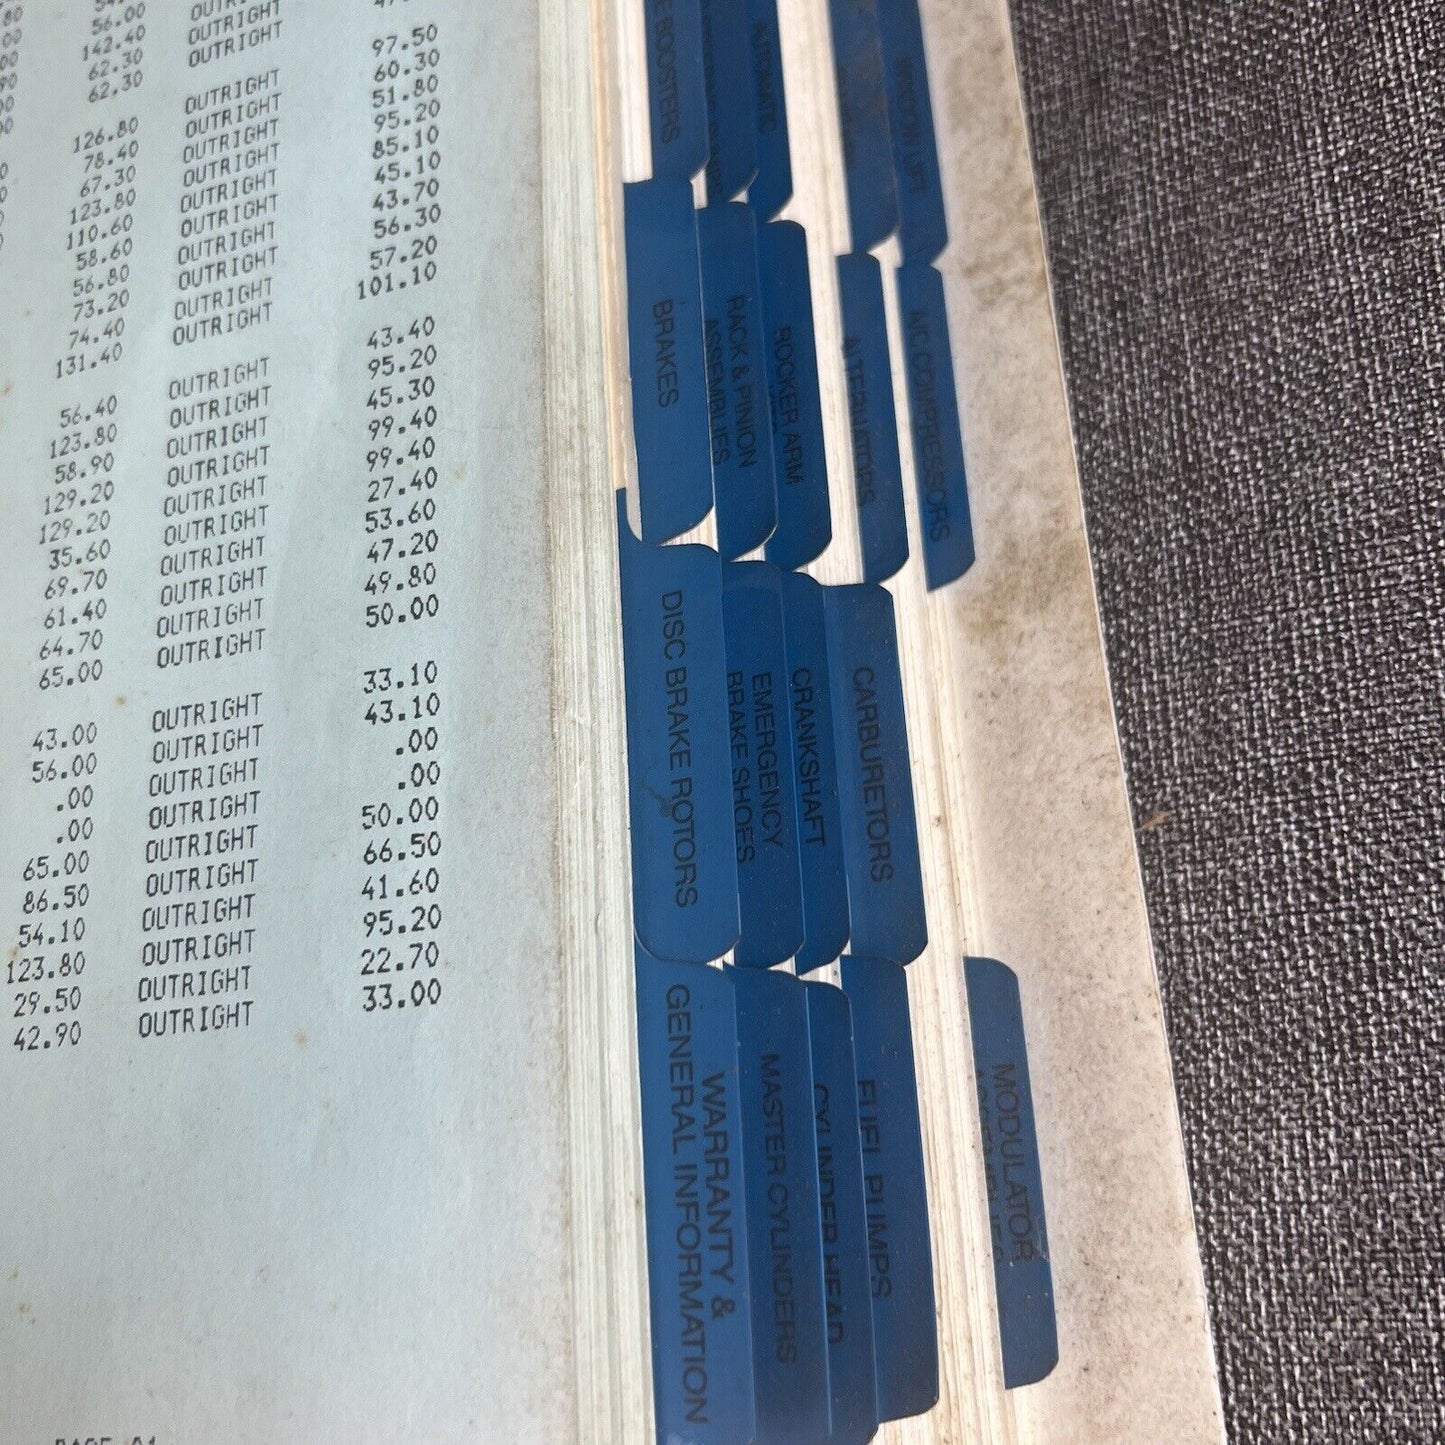 56.00 OUTRIGHT
142.40 OUTRIGHT
62.30 OUTRIGHT
62.30 OUTRIGHT
126.80 OUTRIGHT 97.50
78.40 OUTRIGHT 60.30
67.30 OUTRIGHT 51.80
123.80 OUTRIGHT 95.20
110.60 OUTRIGHT 85.10
58.60 OUTRIGHT 45.10
56.80 OUTRIGHT 43.70
73.20 OUTRIGHT 56.30
74.40 OUTRIGHT 57.20
131.40 OUTRIGHT 101.10
56.40 OUTRIGHT 43.40
123.80 OUTRIGHT 95.20
58.90 OUTRIGHT 45.30
129.20 OUTRIGHT 99.40
129.20 OUTRIGHT 99.40
35.60 OUTRIGHT 27.40
69.70 OUTRIGHT 53.60
61.40 OUTRIGHT 47.20
64.70 OUTRIGHT 49.80
65.00 OUTRIGHT 50.00
43.00 OUTRIGHT 33.10
56.00 OUTRIGHT 43.10
.00 OUTRIGHT .00
.00 OUTRIGHT .00
65.00 OUTRIGHT 50.00
86.50 OUTRIGHT 66.50
54.10 OUTRIGHT 41.60
123.80 OUTRIGHT 95.20
29.50 OUTRIGHT 22.70
42.90 OUTRIGHT 33.00
BOOSTERS
AUTOMATIC
WINDOW LIFT
BRAKES
RACK & PINION
ASSEMBLIES
ROCKER ARM
ALTERNATORS
A/C COMPRESSORS
DISC BRAKE ROTORS
EMERGENCY
BRAKE SHOES
CRANKSHAFT
CARBURETORS
WARRANTY &
GENERAL INFORMATION
MASTER CYLINDERS
CYLINDER HEAD
FUEL PUMPS
MODULATOR
ASSEMBLIES